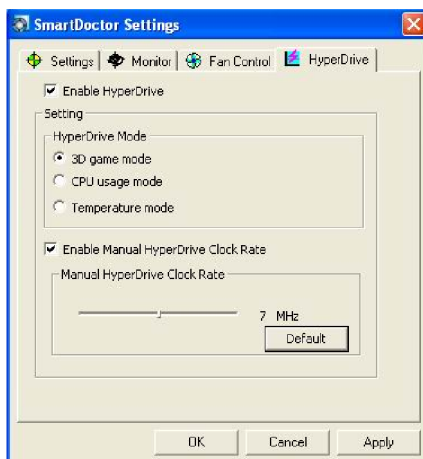 SmartDoctor Settings
Settings Monitor Fan Control HyperDrive
Enable HyperDrive
Setting
HyperDrive Mode
3D game mode
CPU usage mode
Temperature mode
Enable Manual HyperDrive Clock Rate
Manual HyperDrive Clock Rate
7 MHz
Default
OK Cancel Apply